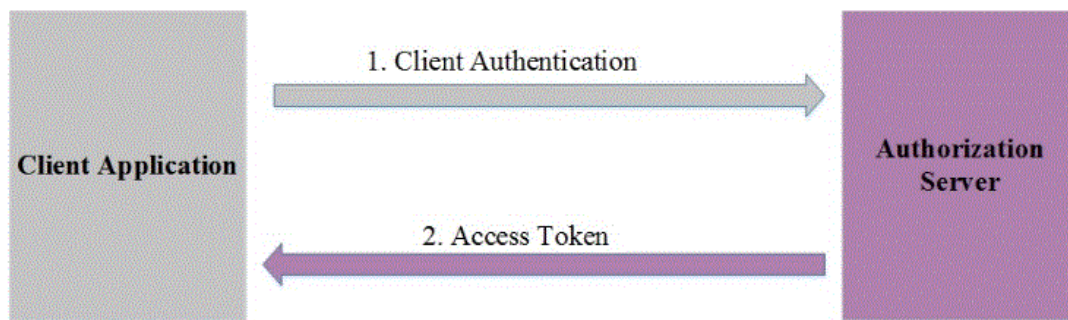 1. Client Authentication
Client Application
Authorization
Server
2. Access Token